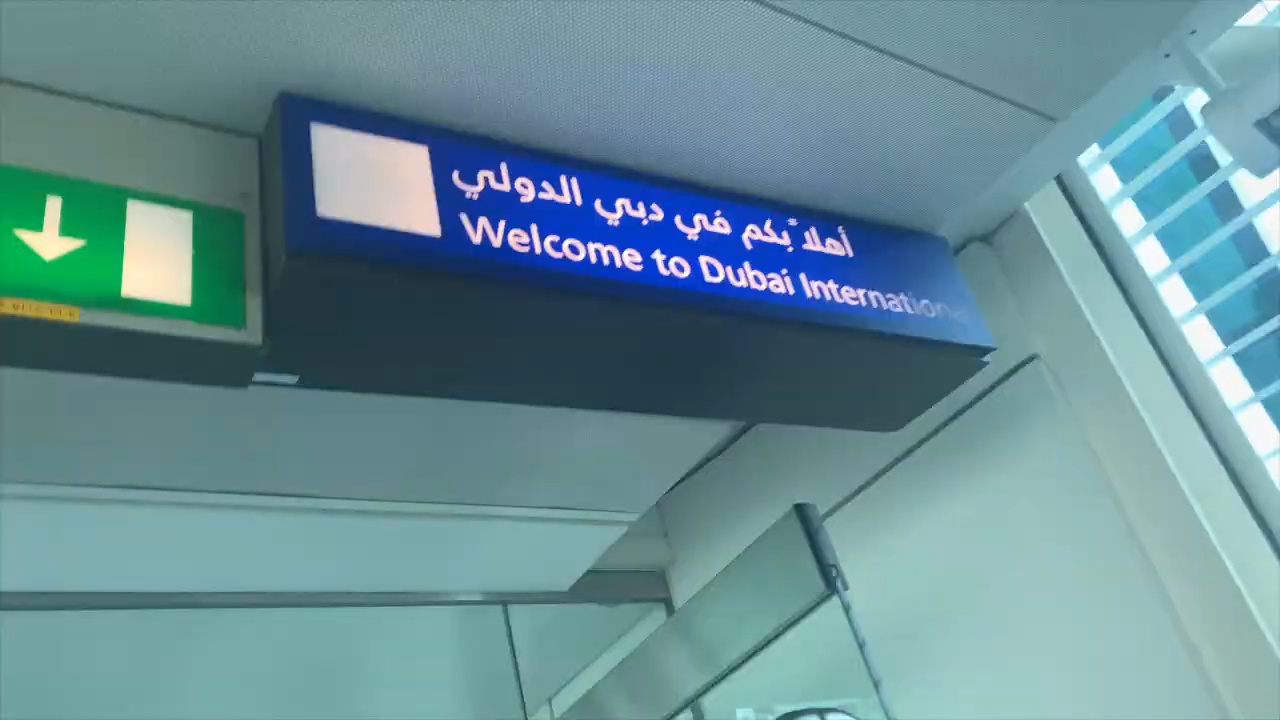 أهلاً بكم في دبي الدولي
Welcome to Dubai International